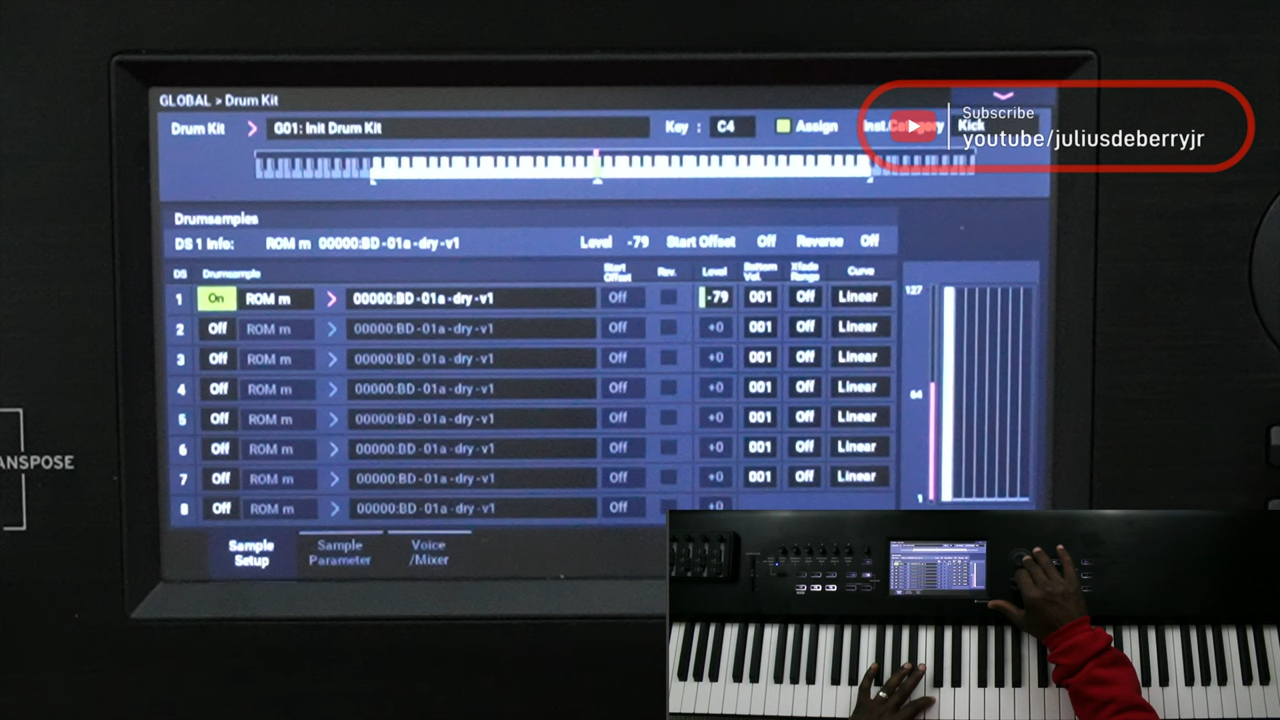 GLOBAL > Drum Kit
Drum Kit G01: Init Drum Kit Key : C4 Assign Inst.Category Kick
Subscribe
youtube/juliusdeberryjr
Drumsamples
DS 1 Info: ROM m 00000:BD-01a-dry-v1 Level -79 Start Offset Off Reverse Off
DS Drumsample Start Offset Rev. Level Bottom Vel. Xfade Range Curve
1 On ROM m 00000:BD-01a-dry-v1 Off -79 001 Off Linear
2 Off ROM m 00000:BD-01a-dry-v1 Off +0 001 Off Linear
3 Off ROM m 00000:BD-01a-dry-v1 Off +0 001 Off Linear
4 Off ROM m 00000:BD-01a-dry-v1 Off +0 001 Off Linear
5 Off ROM m 00000:BD-01a-dry-v1 Off +0 001 Off Linear
6 Off ROM m 00000:BD-01a-dry-v1 Off +0 001 Off Linear
7 Off ROM m 00000:BD-01a-dry-v1 Off +0 001 Off Linear
8 Off ROM m 00000:BD-01a-dry-v1 Off +0
127
64
1
Sample Setup
Sample Parameter
Voice /Mixer
ANSPOSE